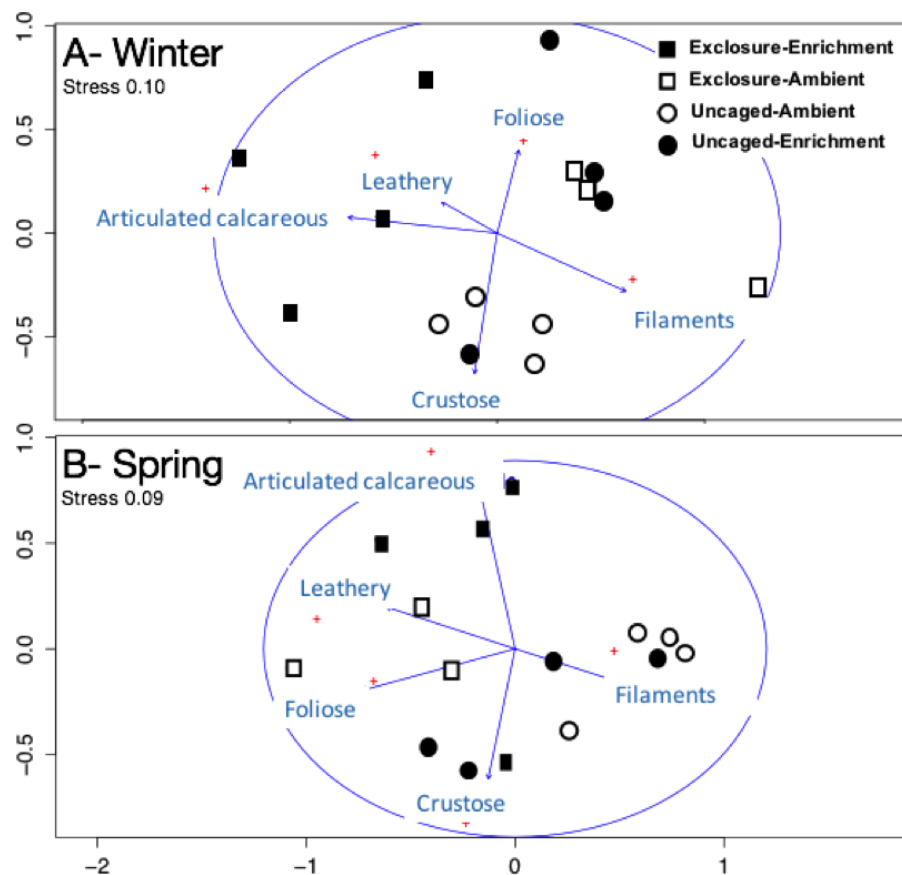 A- Winter
Stress 0.10
Exclosure-Enrichment
Exclosure-Ambient
Uncaged-Ambient
Uncaged-Enrichment
Foliose
Leathery
Articulated calcareous
Filaments
Crustose
1.0
0.5
0.0
−0.5
B- Spring
Stress 0.09
Articulated calcareous
Leathery
Filaments
Foliose
Crustose
1.0
0.5
0.0
−0.5
−2 −1 0 1